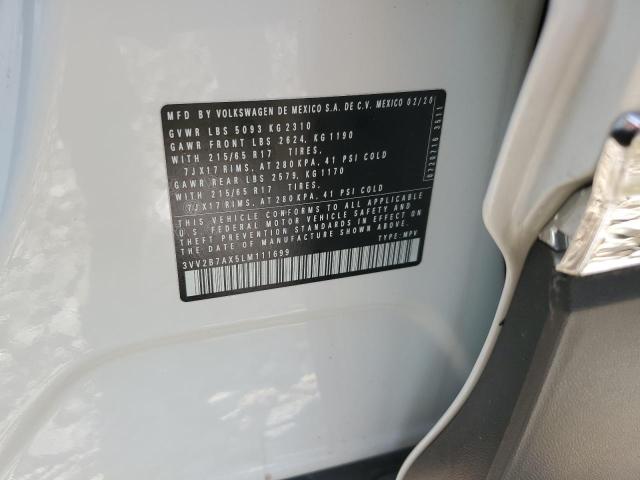 MFD BY VOLKSWAGEN DE MEXICO S.A. DE C.V. MEXICO 02/20
GVWR LBS 5093 KG 2310
GAWR FRONT LBS 2624, KG 1190
WITH 215/65 R17 TIRES,
7JX17 RIMS, AT 280 KPA, 41 PSI COLD
GAWR REAR LBS 2579, KG 1170
WITH 215/65 R17 TIRES,
7JX17 RIMS, AT 280 KPA, 41 PSI COLD
THIS VEHICLE CONFORMS TO ALL APPLICABLE
U.S. FEDERAL MOTOR VEHICLE SAFETY AND
THEFT PREVENTION STANDARDS IN EFFECT ON
THE DATE OF MANUFACTURE SHOWN ABOVE
3VV2B7AX5LM111699 TYPE: MPV
0720716 3511